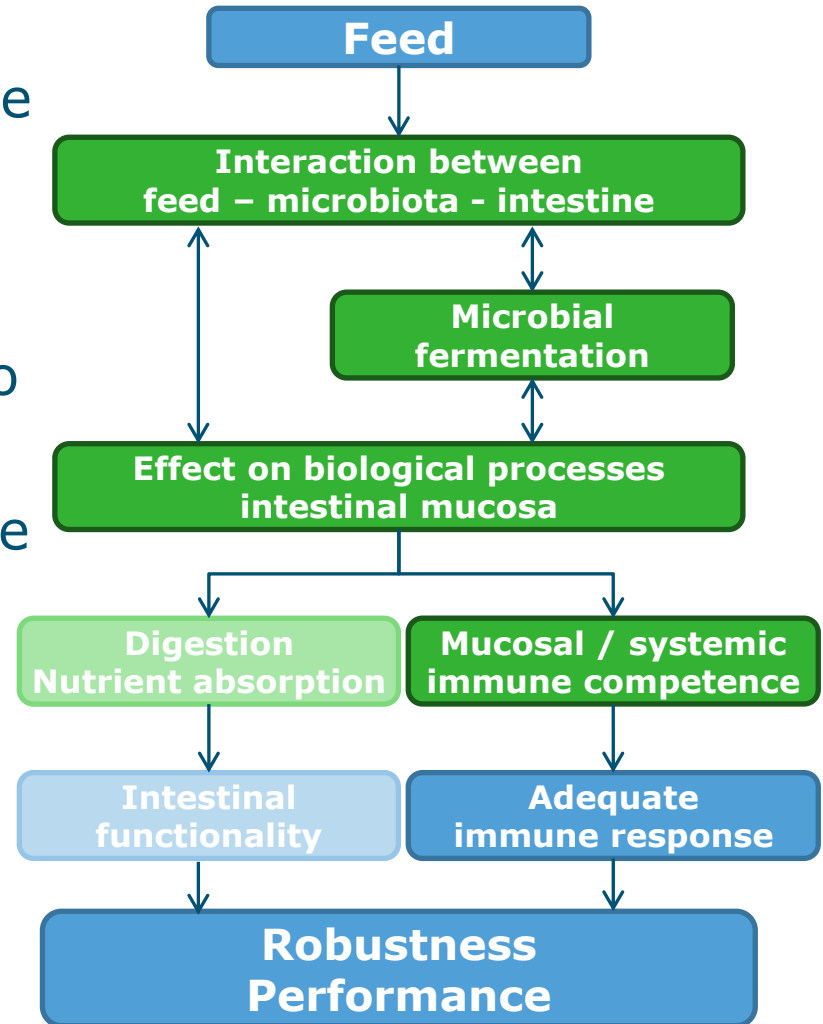 Feed
e
Interaction between
feed – microbiota - intestine
Microbial
fermentation
o
Effect on biological processes
intestinal mucosa
e
Digestion
Nutrient absorption
Mucosal / systemic
immune competence
Intestinal
functionality
Adequate
immune response
Robustness
Performance